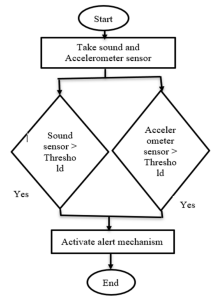 Start
Take sound and
Accelerometer sensor
Sound
sensor >
Thresho
ld
Acceler
ometer
sensor >
Thresho
ld
Yes
Yes
Activate alert mechanism
End